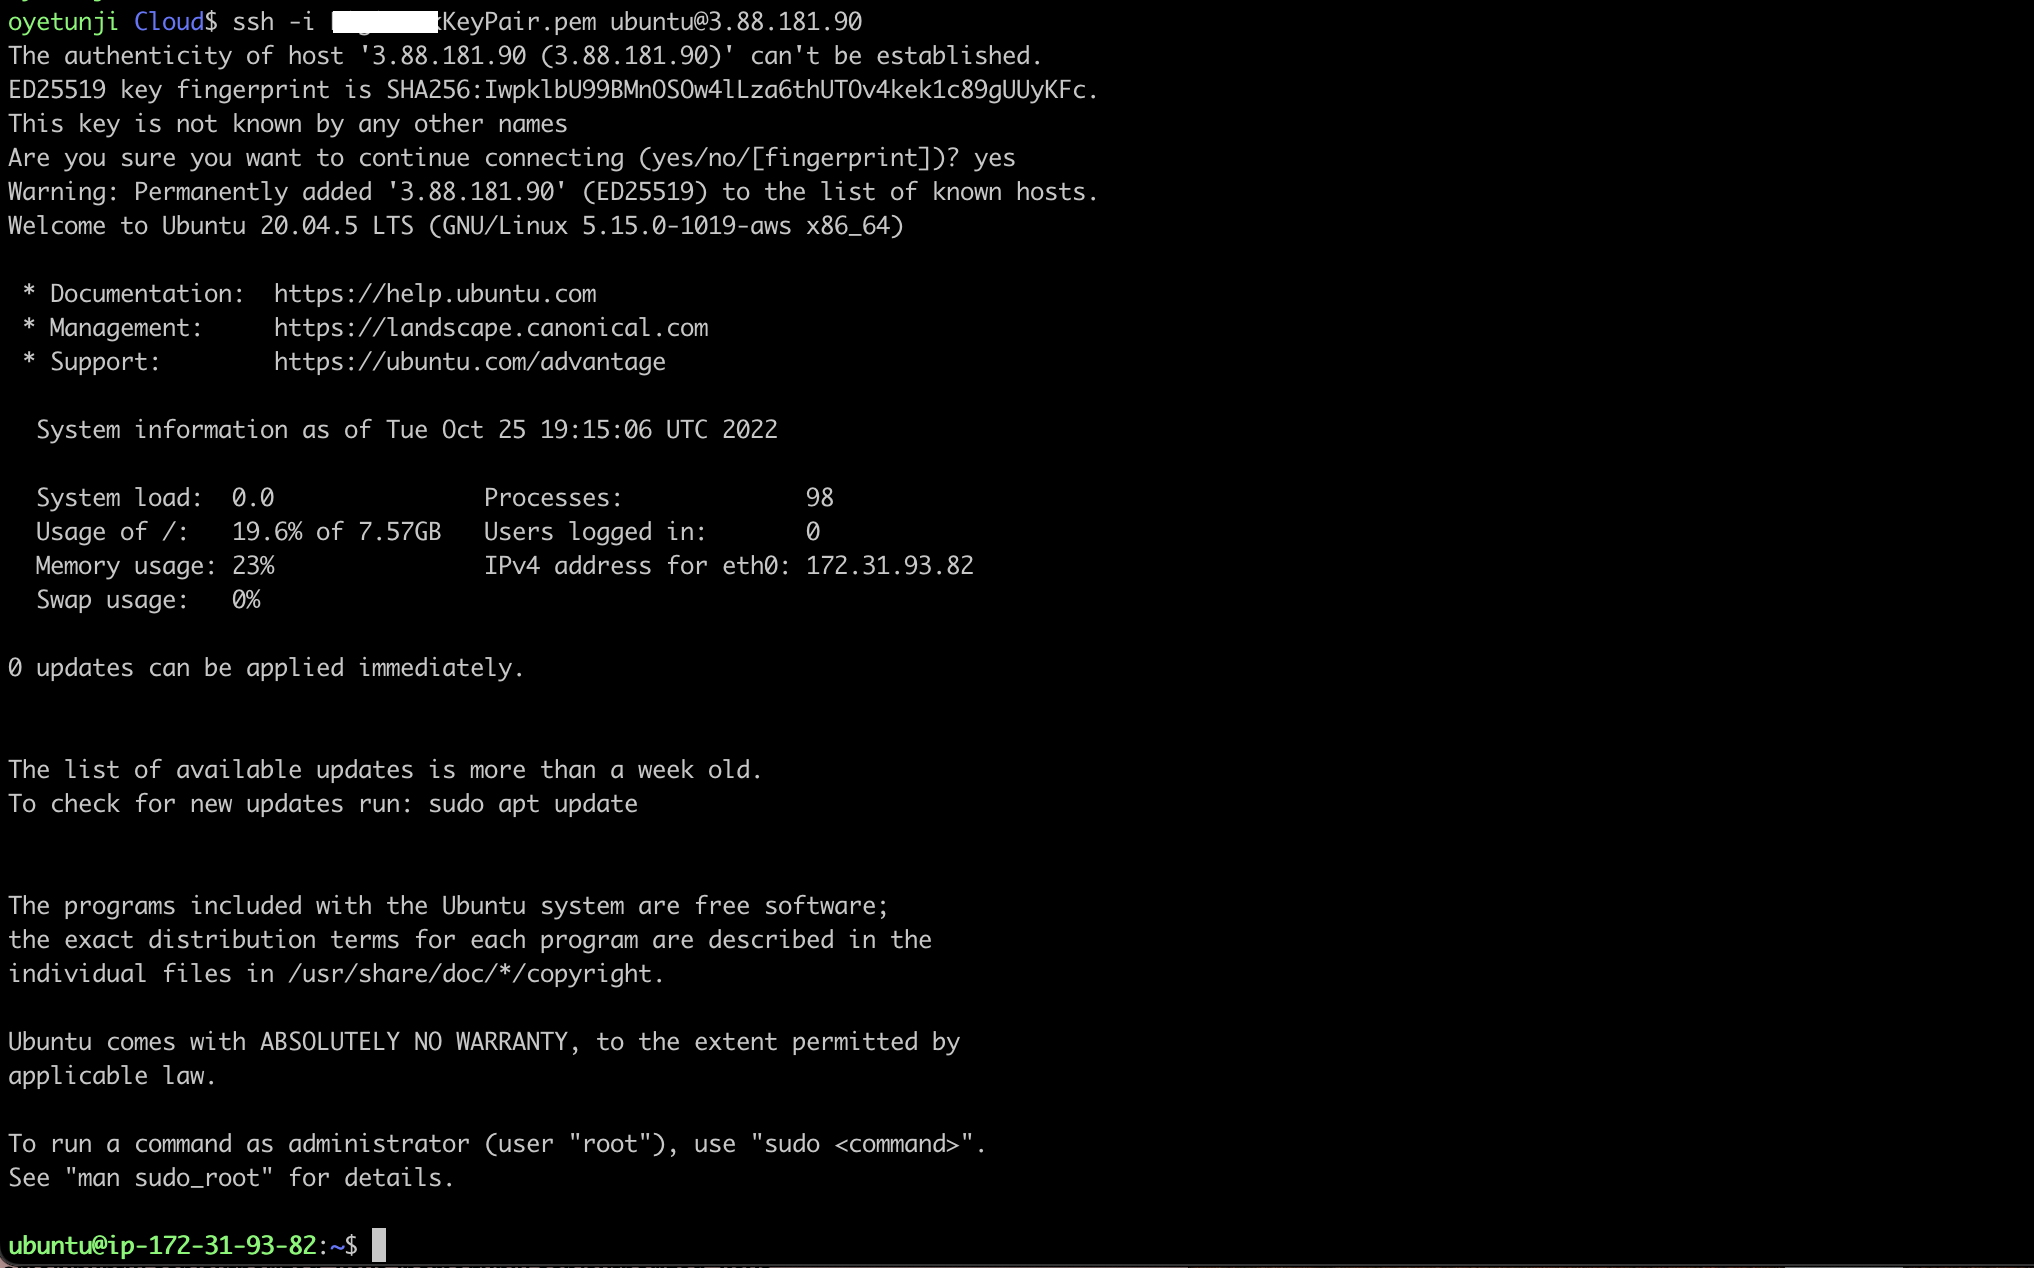 oyetunji Cloud$ ssh -i KeyPair.pem ubuntu@3.88.181.90
The authenticity of host '3.88.181.90 (3.88.181.90)' can't be established.
ED25519 key fingerprint is SHA256:IwpklbU99BMnOSOw4lLza6thUTOv4kek1c89gUUyKFc.
This key is not known by any other names
Are you sure you want to continue connecting (yes/no/[fingerprint])? yes
Warning: Permanently added '3.88.181.90' (ED25519) to the list of known hosts.
Welcome to Ubuntu 20.04.5 LTS (GNU/Linux 5.15.0-1019-aws x86_64)
* Documentation:  https://help.ubuntu.com
* Management:     https://landscape.canonical.com
* Support:        https://ubuntu.com/advantage
System information as of Tue Oct 25 19:15:06 UTC 2022
System load:  0.0               Processes:             98
Usage of /:   19.6% of 7.57GB   Users logged in:       0
Memory usage: 23%               IPv4 address for eth0: 172.31.93.82
Swap usage:   0%
0 updates can be applied immediately.
The list of available updates is more than a week old.
To check for new updates run: sudo apt update
The programs included with the Ubuntu system are free software;
the exact distribution terms for each program are described in the
individual files in /usr/share/doc/*/copyright.
Ubuntu comes with ABSOLUTELY NO WARRANTY, to the extent permitted by
applicable law.
To run a command as administrator (user "root"), use "sudo <command>".
See "man sudo_root" for details.
ubuntu@ip-172-31-93-82:~$